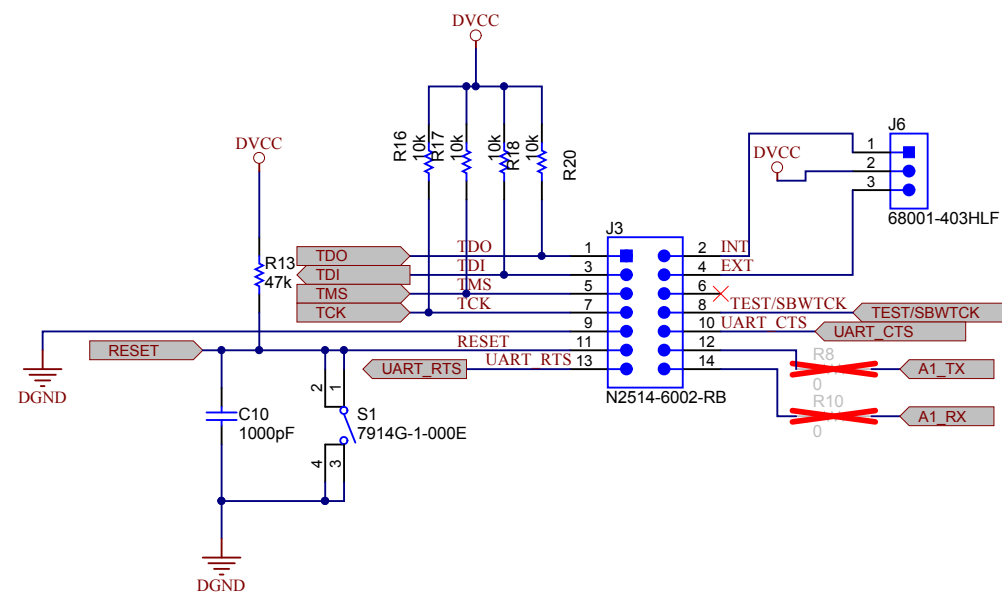 DVCC
R16
10k
R17
10k
10k
R18
10k
R20
DVCC
R13
47k
J6
DVCC
1
2
3
68001-403HLF
J3
TDO
TDO
1
2
INT
TDI
TDI
3
4
EXT
TMS
TMS
5
6
TCK
TCK
7
8
TEST/SBWTCK
TEST/SBWTCK
9
10
UART_CTS
UART_CTS
RESET
RESET
11
12
UART_RTS
UART_RTS
13
14
R8
0
A1_TX
R10
0
A1_RX
N2514-6002-RB
DGND
C10
1000pF
2
1
S1
7914G-1-000E
4
3
DGND